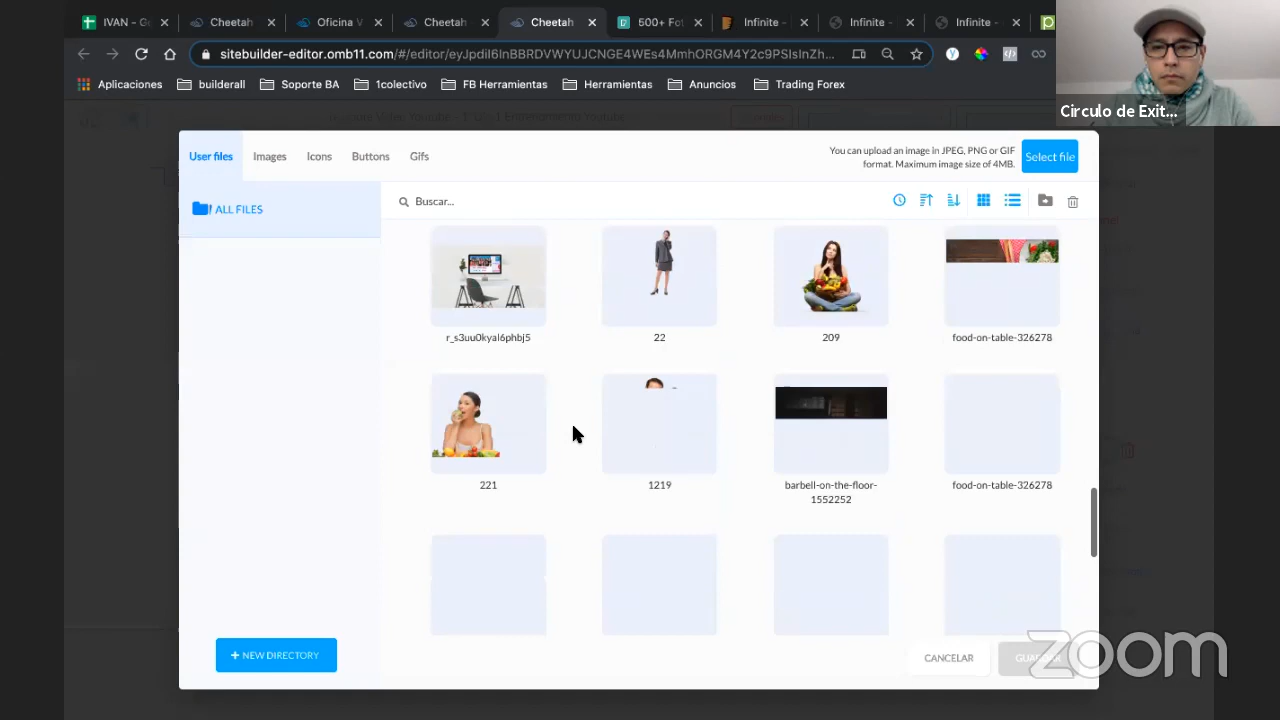 IVAN - G
Cheetah
Oficina V
Cheetah
Cheetah
500+ Fo
Infinite -
Infinite -
Infinite -
sitebuilder-editor.omb11.com/#/editor/eyJpdiI6InBBRDVWYUJCNGE4WEs4MmhORGM4Y2c9PSIsInZh...
Aplicaciones
builderall
Soporte BA
1colectivo
FB Herramientas
Herramientas
Anuncios
Trading Forex
Circulo de Exit...
User files
Images
Icons
Buttons
Gifs
You can upload an image in JPEG, PNG or GIF
format. Maximum image size of 4MB.
Select file
ALL FILES
Buscar...
r_s3uu0kyal6phbj5
22
209
food-on-table-326278
221
1219
barbell-on-the-floor-
1552252
food-on-table-326278
+ NEW DIRECTORY
CANCELAR
GUARDAR
zoom